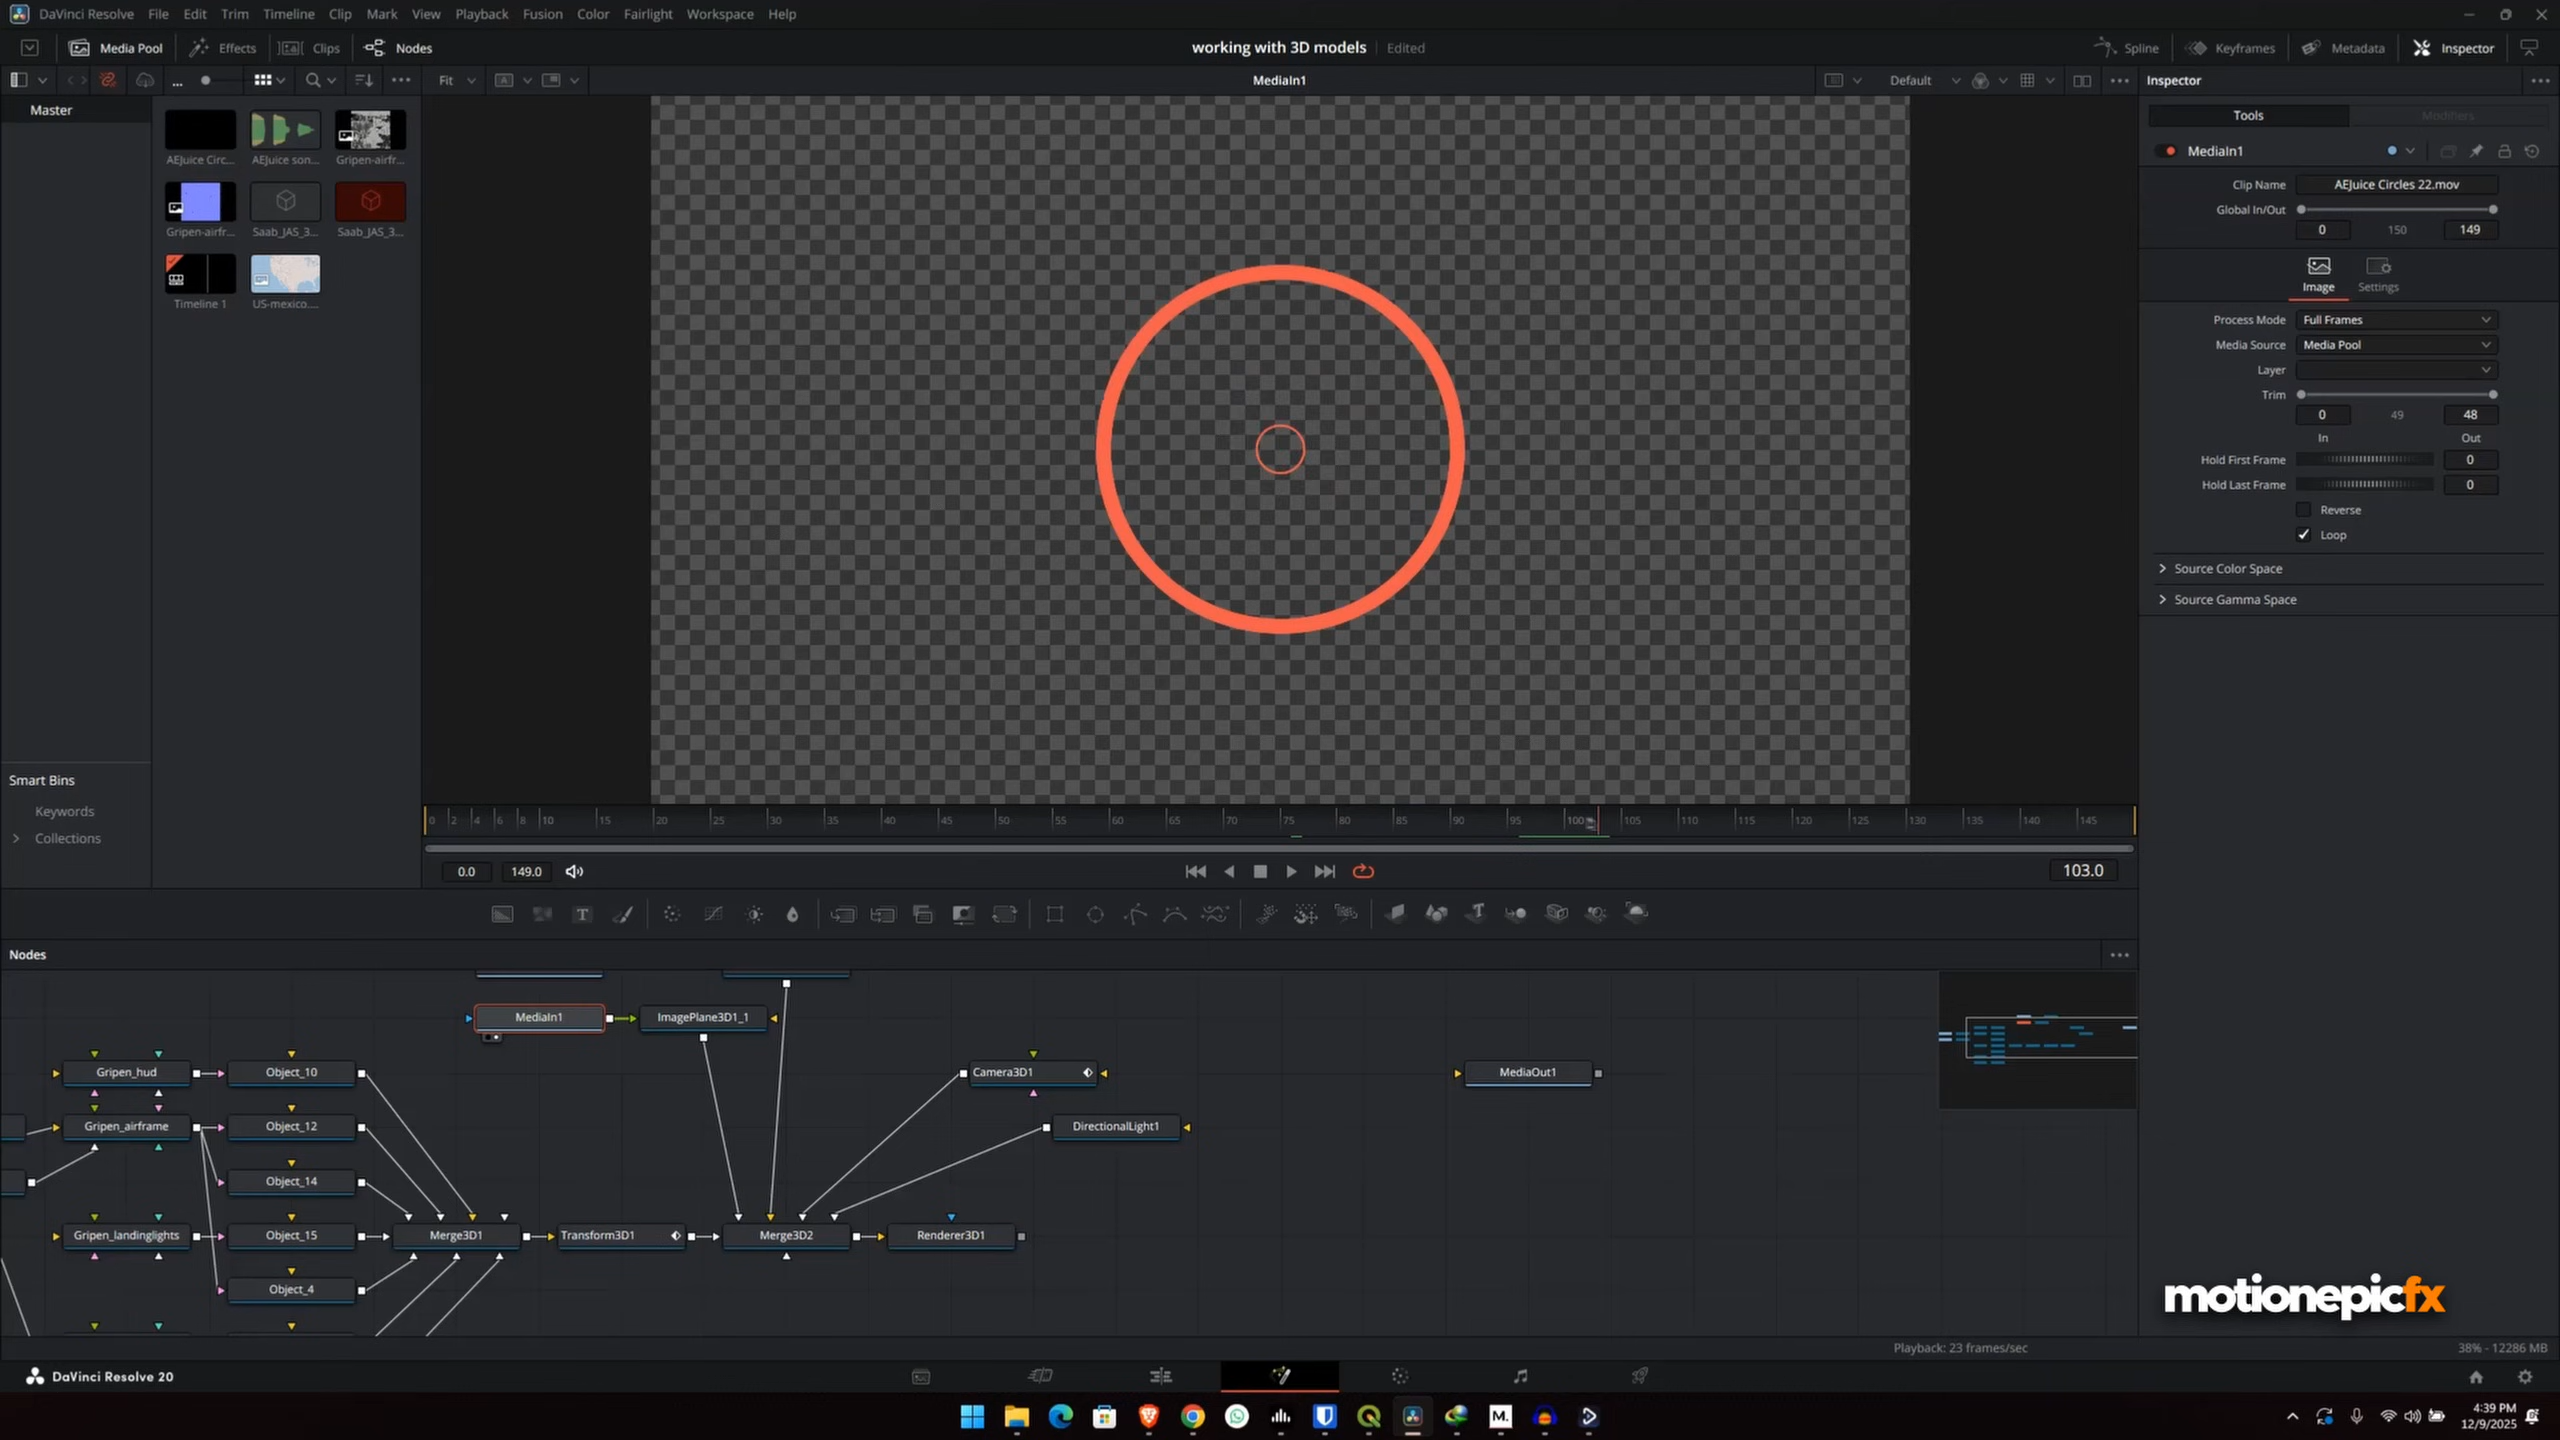 DaVinci Resolve File Edit Trim Timeline Clip Mark View Playback Fusion Color Fairlight Workspace Help
Media Pool Effects Clips Nodes
working with 3D models Edited
Spline Keyframes Metadata Inspector
Fit
MediaIn1
Default
Inspector
Master
AEJuice Circ...
AEJuice son...
Gripen-airfr...
Gripen-airfr...
Saab_JAS_3...
Saab_JAS_3...
Timeline 1
US-mexico....
Tools
Modifiers
MediaIn1
Clip Name AEJuice Circles 22.mov
Global In/Out
0 150 149
Image Settings
Process Mode Full Frames
Media Source Media Pool
Layer
Trim
0 49 48
In Out
Hold First Frame 0
Hold Last Frame 0
Reverse
Loop
Source Color Space
Source Gamma Space
Smart Bins
Keywords
Collections
0 2 4 6 8 10 15 20 25 30 35 40 45 50 55 60 65 70 75 80 85 90 95 100 105 110 115 120 125 130 135 140 145
0.0 149.0
103.0
T
T
Nodes
MediaIn1
ImagePlane3D1_1
Gripen_hud
Object_10
Camera3D1
MediaOut1
Gripen_airframe
Object_12
DirectionalLight1
Object_14
Gripen_landinglights
Object_15
Merge3D1
Transform3D1
Merge3D2
Renderer3D1
Object_4
motionepicfx
Playback: 23 frames/sec
38% - 12286 MB
DaVinci Resolve 20
M.
4:39 PM
12/9/2025